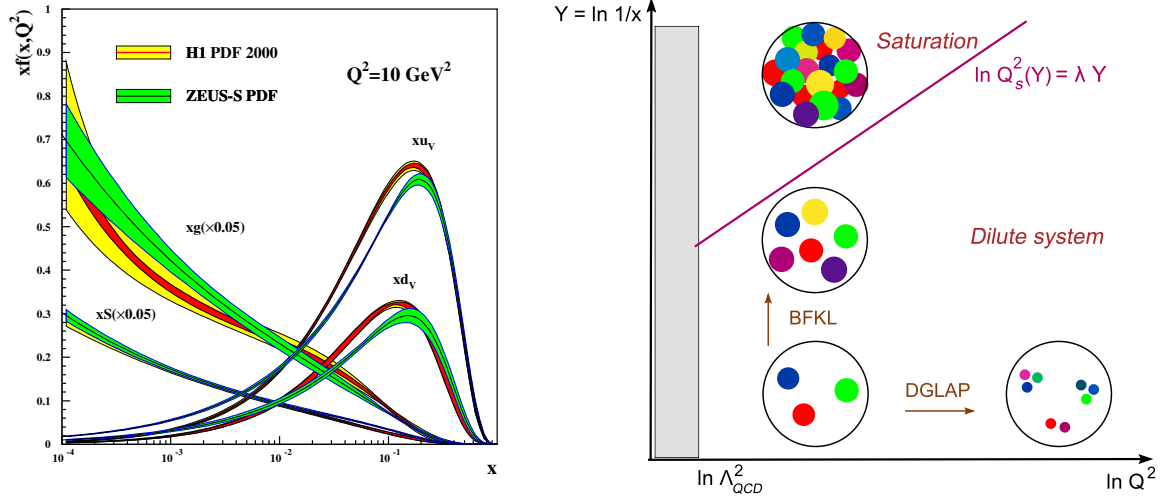 xf(x,Q²)
1
0.9
0.8
0.7
0.6
0.5
0.4
0.3
0.2
0.1
0
H1 PDF 2000
ZEUS-S PDF
Q²=10 GeV²
xu_V
xg(×0.05)
xd_V
xS(×0.05)
10⁻⁴
10⁻³
10⁻²
10⁻¹
x
Y = ln 1/x
Saturation
ln Q²ₛ(Y) = λ Y
Dilute system
BFKL
DGLAP
ln Λ²_QCD
ln Q²